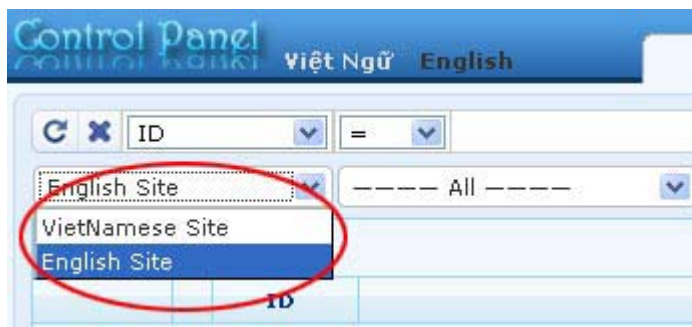 Control Panel Việt Ngữ English
ID =
English Site ———— All ————
VietNamese Site
English Site
ID